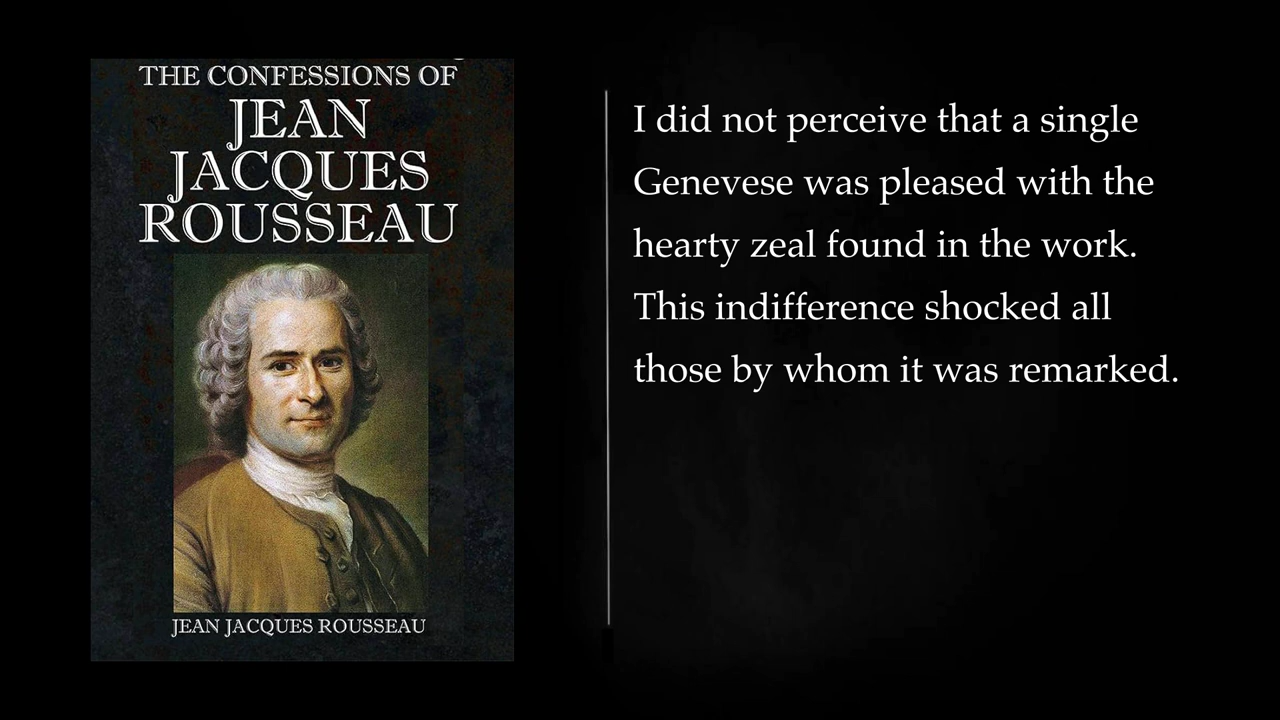 THE CONFESSIONS OF
JEAN
JACQUES
ROUSSEAU
JEAN JACQUES ROUSSEAU
I did not perceive that a single
Genevese was pleased with the
hearty zeal found in the work.
This indifference shocked all
those by whom it was remarked.